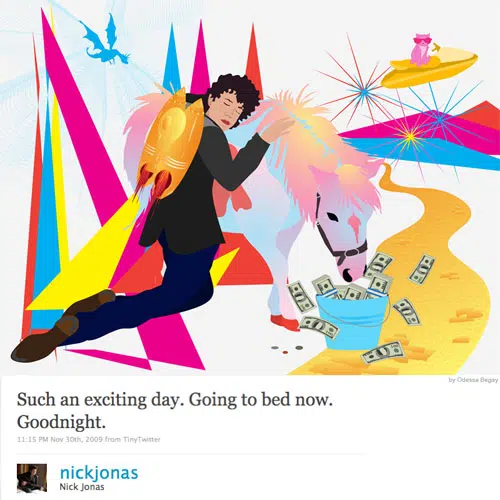 by Odessa Begay
Such an exciting day. Going to bed now.
Goodnight.
11:15 PM Nov 30th, 2009 from TinyTwitter
nickjonas
Nick Jonas